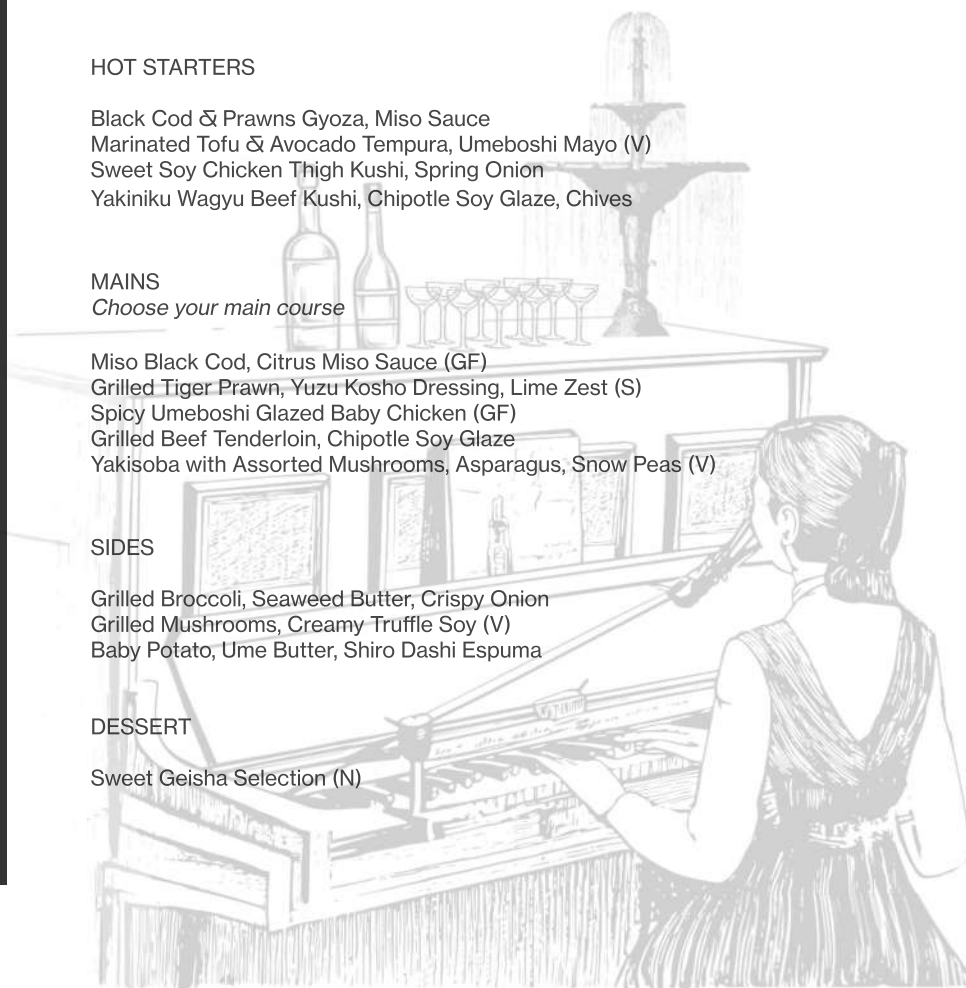 HOT STARTERS
Black Cod & Prawns Gyoza, Miso Sauce
Marinated Tofu & Avocado Tempura, Umeboshi Mayo (V)
Sweet Soy Chicken Thigh Kushi, Spring Onion
Yakiniku Wagyu Beef Kushi, Chipotle Soy Glaze, Chives
MAINS
Choose your main course
Miso Black Cod, Citrus Miso Sauce (GF)
Grilled Tiger Prawn, Yuzu Kosho Dressing, Lime Zest (S)
Spicy Umeboshi Glazed Baby Chicken (GF)
Grilled Beef Tenderloin, Chipotle Soy Glaze
Yakisoba with Assorted Mushrooms, Asparagus, Snow Peas (V)
SIDES
Grilled Broccoli, Seaweed Butter, Crispy Onion
Grilled Mushrooms, Creamy Truffle Soy (V)
Baby Potato, Ume Butter, Shiro Dashi Espuma
DESSERT
Sweet Geisha Selection (N)